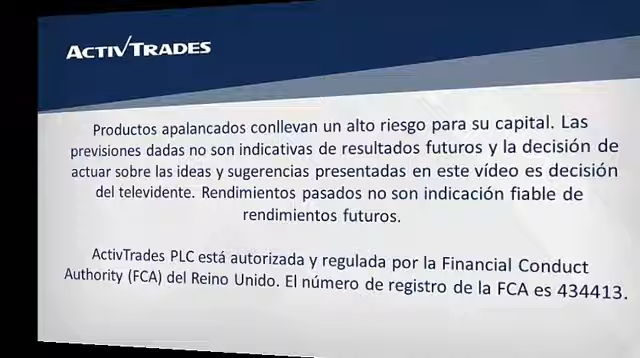 ACTIVTRADES
Productos apalancados conllevan un alto riesgo para su capital. Las
previsiones dadas no son indicativas de resultados futuros y la decisión de
actuar sobre las ideas y sugerencias presentadas en este vídeo es decisión
del televidente. Rendimientos pasados no son indicación fiable de
rendimientos futuros.
ActivTrades PLC está autorizada y regulada por la Financial Conduct
Authority (FCA) del Reino Unido. El número de registro de la FCA es 434413.